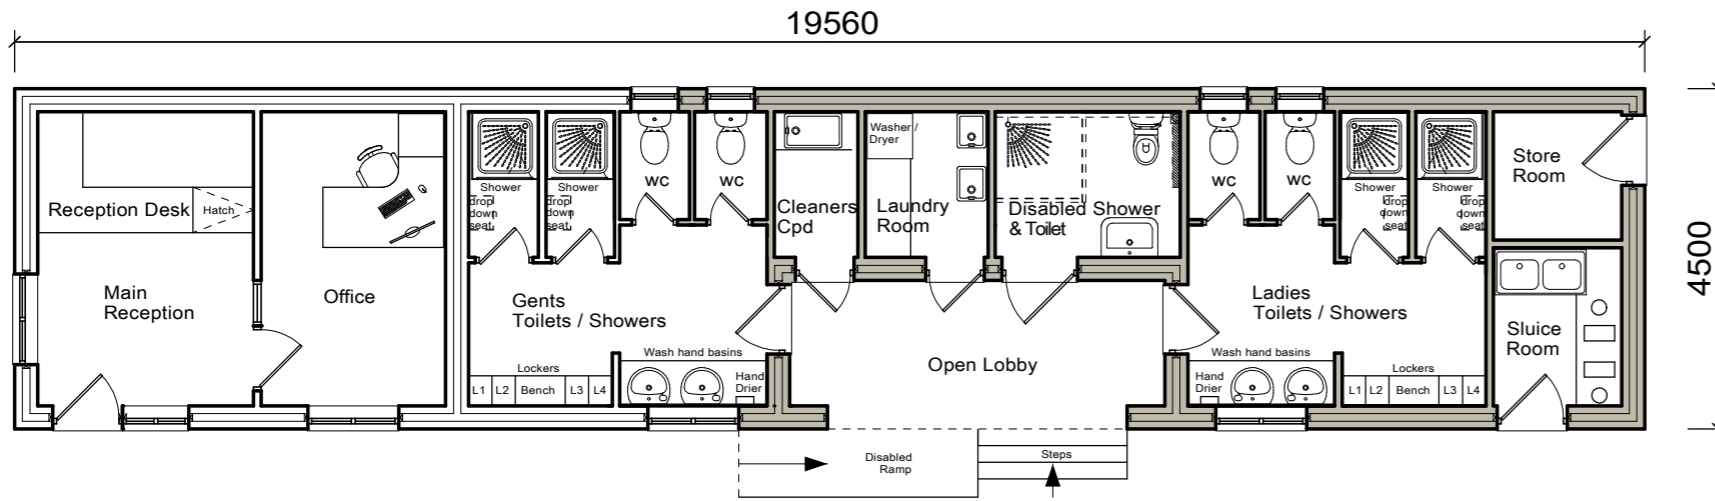 19560
4500
Reception Desk
Hatch
Main
Reception
Office
Shower
drop
down
seat
Shower
drop
down
seat
WC
WC
Gents
Toilets / Showers
Wash hand basins
Lockers
L1 L2 Bench L3 L4
Hand
Drier
Cleaners
Cpd
Washer /
Dryer
Laundry
Room
Disabled Shower
& Toilet
Open Lobby
Disabled
Ramp
Steps
WC
WC
Shower
drop
down
seat
Shower
drop
down
seat
Ladies
Toilets / Showers
Wash hand basins
Hand
Drier
Lockers
L1 L2 Bench L3 L4
Store
Room
Sluice
Room